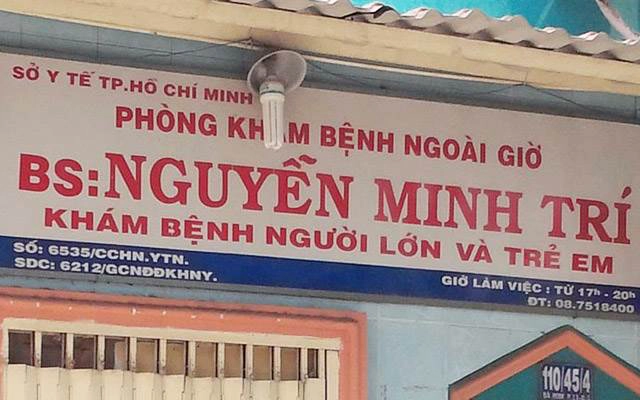 SỞ Y TẾ TP.HỒ CHÍ MINH
PHÒNG KHÁM BỆNH NGOÀI GIỜ
BS:NGUYỄN MINH TRÍ
KHÁM BỆNH NGƯỜI LỚN VÀ TRẺ EM
SỐ: 6535/CCHN.YTN.
SDC: 6212/GCNĐĐKHNY.
GIỜ LÀM VIỆC : TỪ 17h - 20h
ĐT: 08.7518400
110/45/4